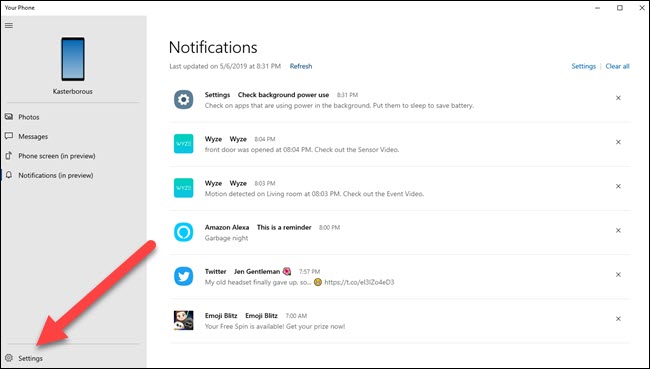 Your Phone
Kasterborous
Photos
Messages
Phone screen (in preview)
Notifications (in preview)
Settings
Notifications
Last updated on 5/6/2019 at 8:31 PM Refresh
Settings | Clear all
Settings Check background power use 8:31 PM
Check on apps that are using power in the background. Put them to sleep to save battery.
WYZE
Wyze Wyze 8:04 PM
front door was opened at 08:04 PM. Check out the Sensor Video.
WYZE
Wyze Wyze 8:03 PM
Motion detected on Living room at 08:03 PM. Check out the Event Video.
Amazon Alexa This is a reminder 8:00 PM
Garbage night
Twitter Jen Gentleman 7:57 PM
My old headset finally gave up, so... https://t.co/eI3IZo4eD3
Emoji Blitz Emoji Blitz 7:00 AM
Your Free Spin is available! Get your prize now!